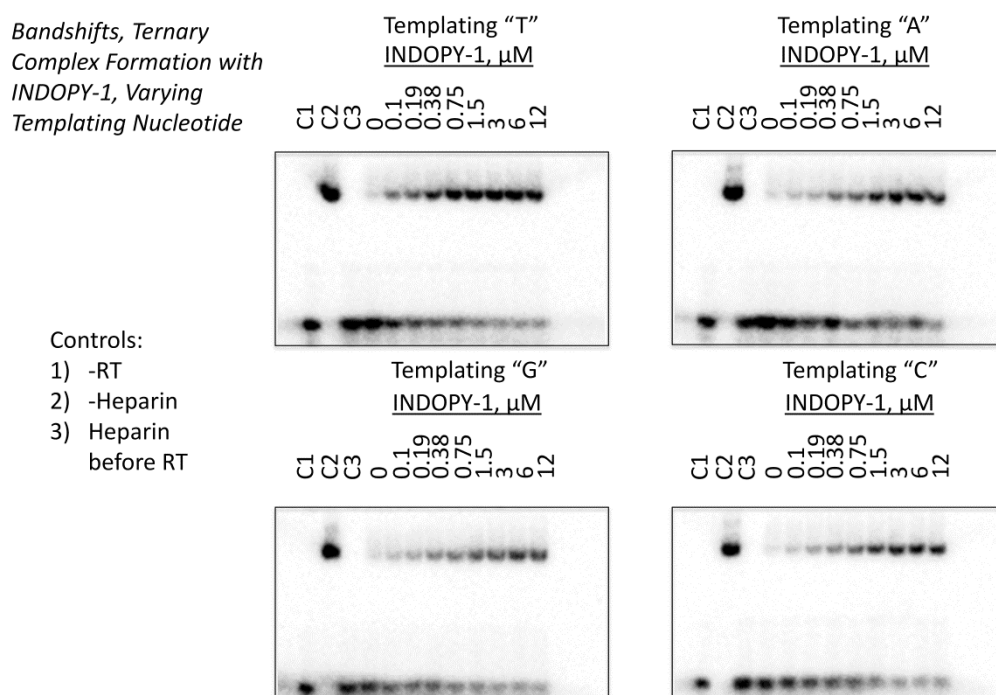 Bandshifts, Ternary
Complex Formation with
INDOPY-1, Varying
Templating Nucleotide
Templating “T”
INDOPY-1, μM
C1 C2 C3 0 0.1 0.19 0.38 0.75 1.5 3 6 12
Templating “A”
INDOPY-1, μM
C1 C2 C3 0 0.1 0.19 0.38 0.75 1.5 3 6 12
Controls:
1) -RT
2) -Heparin
3) Heparin
before RT
Templating “G”
INDOPY-1, μM
C1 C2 C3 0 0.1 0.19 0.38 0.75 1.5 3 6 12
Templating “C”
INDOPY-1, μM
C1 C2 C3 0 0.1 0.19 0.38 0.75 1.5 3 6 12